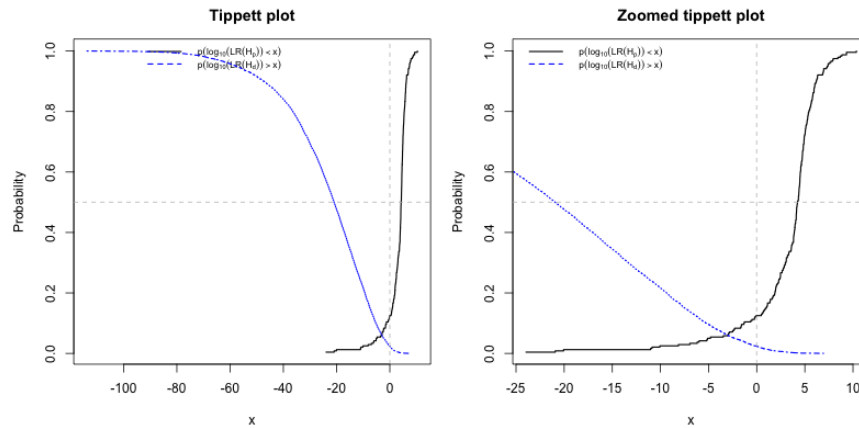 Tippett plot
p(log10(LR(Hp)) < x)
p(log10(LR(Hd)) > x)
Probability
1.0
0.8
0.6
0.4
0.2
0.0
-100 -80 -60 -40 -20 0
x
Zoomed tippett plot
p(log10(LR(Hp)) < x)
p(log10(LR(Hd)) > x)
Probability
1.0
0.8
0.6
0.4
0.2
0.0
-25 -20 -15 -10 -5 0 5 10
x